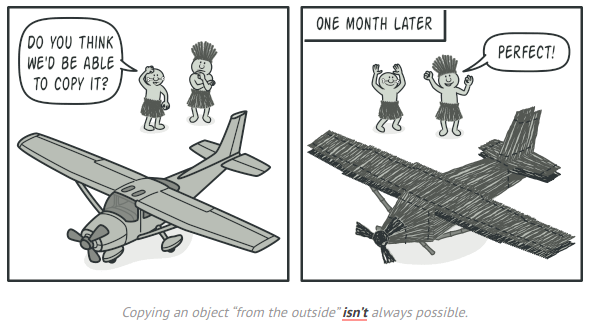 DO YOU THINK
WE'D BE ABLE
TO COPY IT?
ONE MONTH LATER
PERFECT!
Copying an object “from the outside” isn’t always possible.